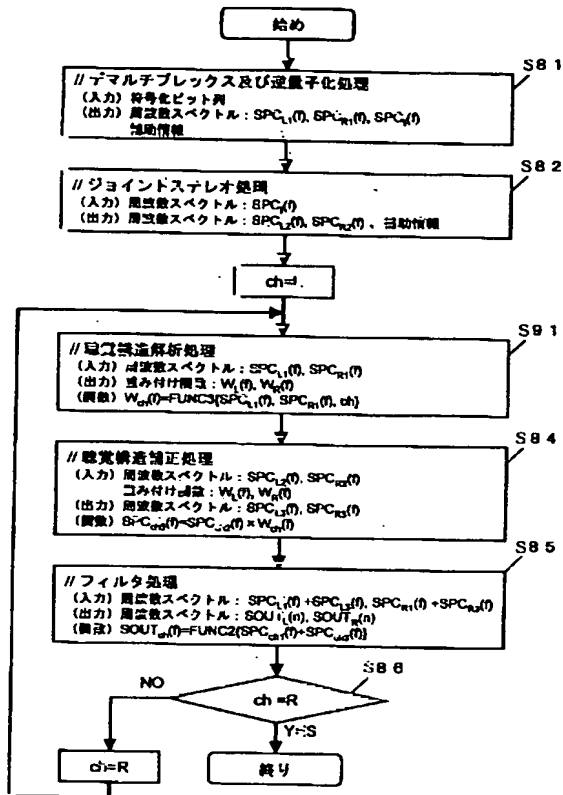 始め
S81
// デマルチプレックス及び逆量子化処理
(入力) 符号化ビット列
(出力) 周波数スペクトル：SPC_L1(f), SPC_R1(f), SPC_I(f)
補助情報
S82
// ジョイントステレオ処理
(入力) 周波数スペクトル：SPC_I(f)
(出力) 周波数スペクトル：SPC_L2(f), SPC_R2(f) 、補助情報
ch=L
S91
// 聴覚構造解析処理
(入力) 周波数スペクトル：SPC_L1(f), SPC_R1(f)
(出力) 重み付け関数：W_L(f), W_R(f)
(関数) W_ch(f)=FUNC3{SPC_L1(f), SPC_R1(f), ch}
S84
// 聴覚構造補正処理
(入力) 周波数スペクトル：SPC_L2(f), SPC_R2(f)
重み付け関数：W_L(f), W_R(f)
(出力) 周波数スペクトル：SPC_L3(f), SPC_R3(f)
(関数) SPC_ch3(f)=SPC_ch2(f)×W_ch(f)
S85
// フィルタ処理
(入力) 周波数スペクトル：SPC_L1(f)+SPC_L3(f), SPC_R1(f)+SPC_R3(f)
(出力) 周波数スペクトル：SOUT_L(n), SOUT_R(n)
(関数) SOUT_ch(f)=FUNC2{SPC_ch1(f)+SPC_ch3(f)}
S86
NO
ch=R
YES
ch=R
終り